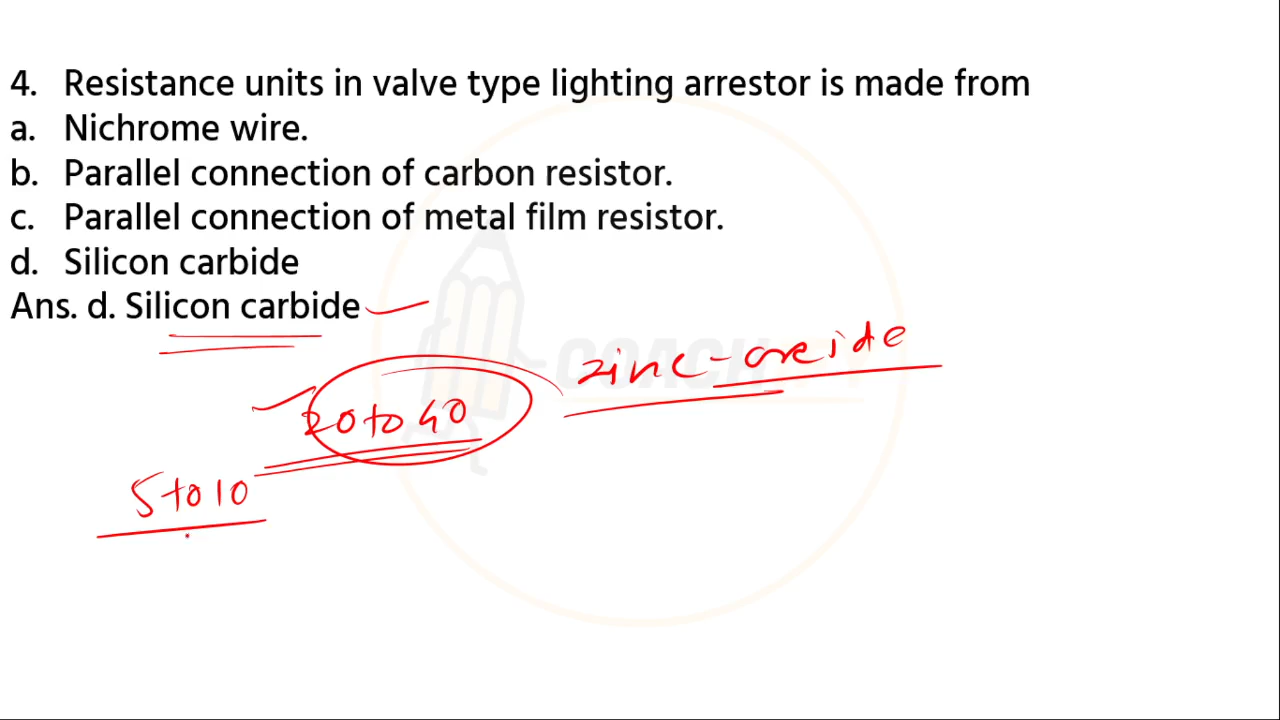 4. Resistance units in valve type lighting arrestor is made from
a. Nichrome wire.
b. Parallel connection of carbon resistor.
c. Parallel connection of metal film resistor.
d. Silicon carbide
Ans. d. Silicon carbide
zinc-oxide
20 to 40
5 to 10
COACH